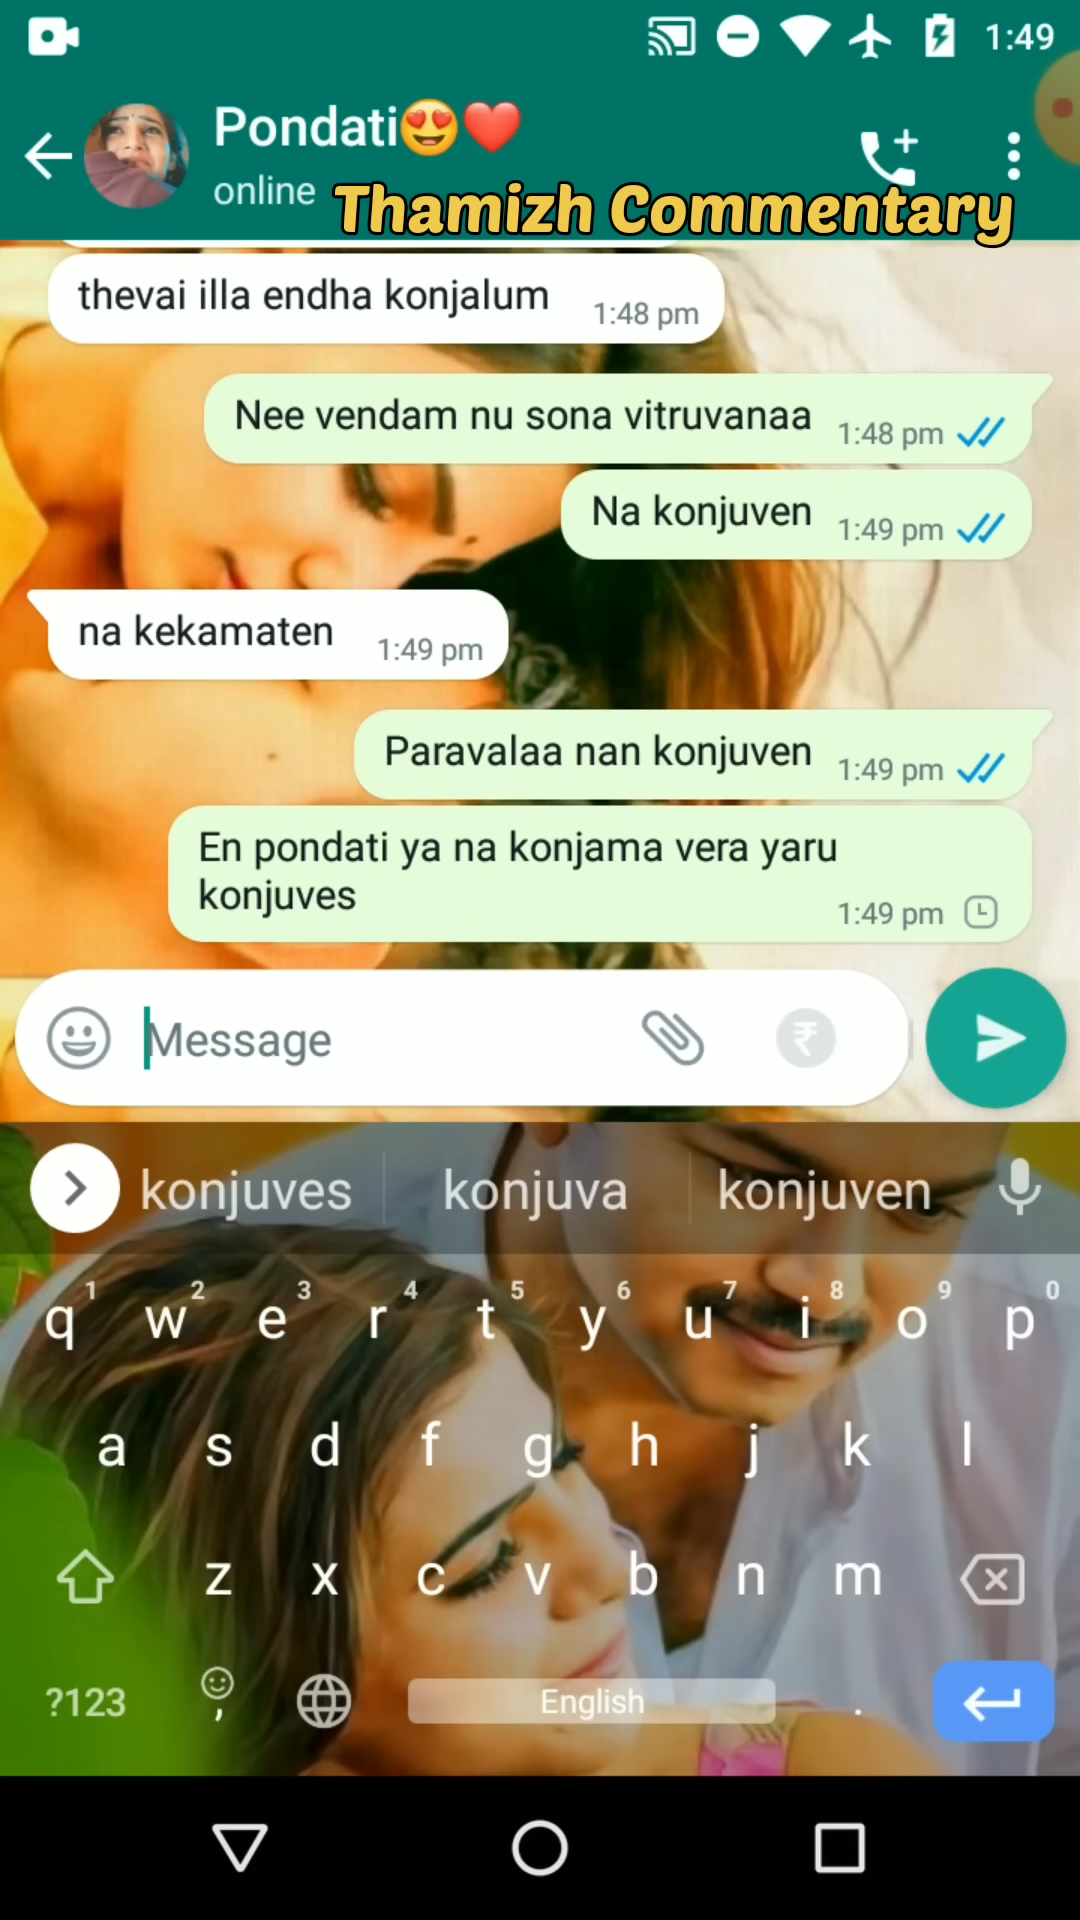 1:49
Pondati😍❤️
online
Thamizh Commentary
thevai illa endha konjalum 1:48 pm
Nee vendam nu sona vitruvanaa 1:48 pm
Na konjuven 1:49 pm
na kekamaten 1:49 pm
Paravalaa nan konjuven 1:49 pm
En pondati ya na konjama vera yaru
konjuves 1:49 pm
Message ₹
konjuves konjuva konjuven
1 2 3 4 5 6 7 8 9 0
q w e r t y u i o p
a s d f g h j k l
z x c v b n m
?123 , English .